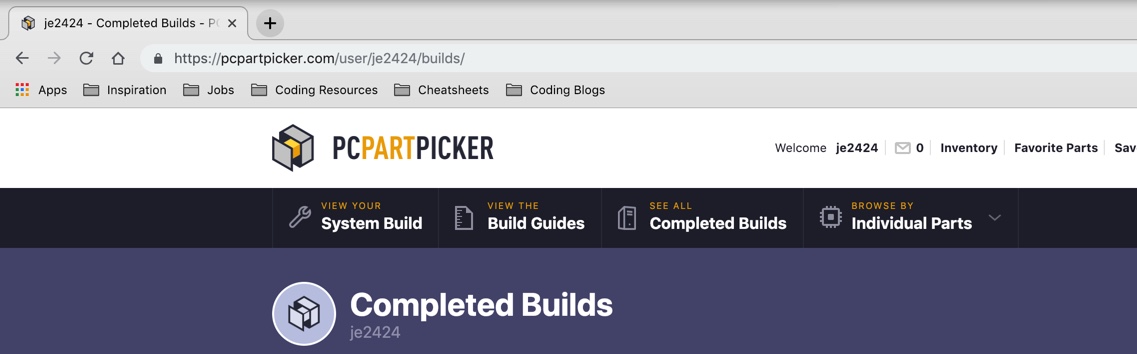 je2424 - Completed Builds - P
https://pcpartpicker.com/user/je2424/builds/
Apps Inspiration Jobs Coding Resources Cheatsheets Coding Blogs
PCPARTPICKER
Welcome je2424 0 Inventory Favorite Parts Sav
VIEW YOUR
System Build
VIEW THE
Build Guides
SEE ALL
Completed Builds
BROWSE BY
Individual Parts
Completed Builds
je2424